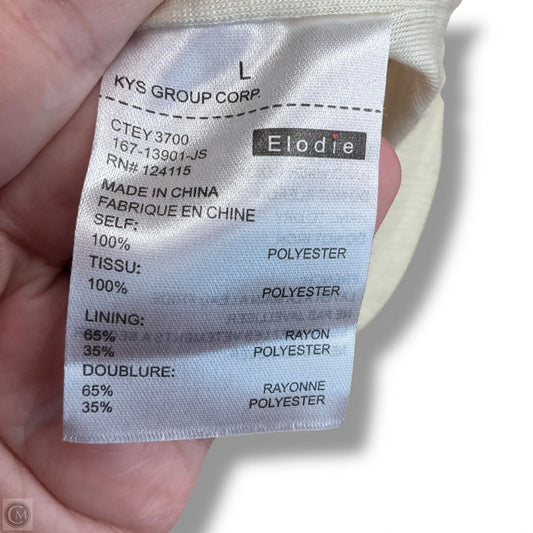 L
KYS GROUP CORP.
CTEY 3700
167-13901-JS
RN# 124115
Elodie
MADE IN CHINA
FABRIQUE EN CHINE
SELF:
100% POLYESTER
TISSU:
100% POLYESTER
LINING:
65% RAYON
35% POLYESTER
DOUBLURE:
65% RAYONNE
35% POLYESTER
CM